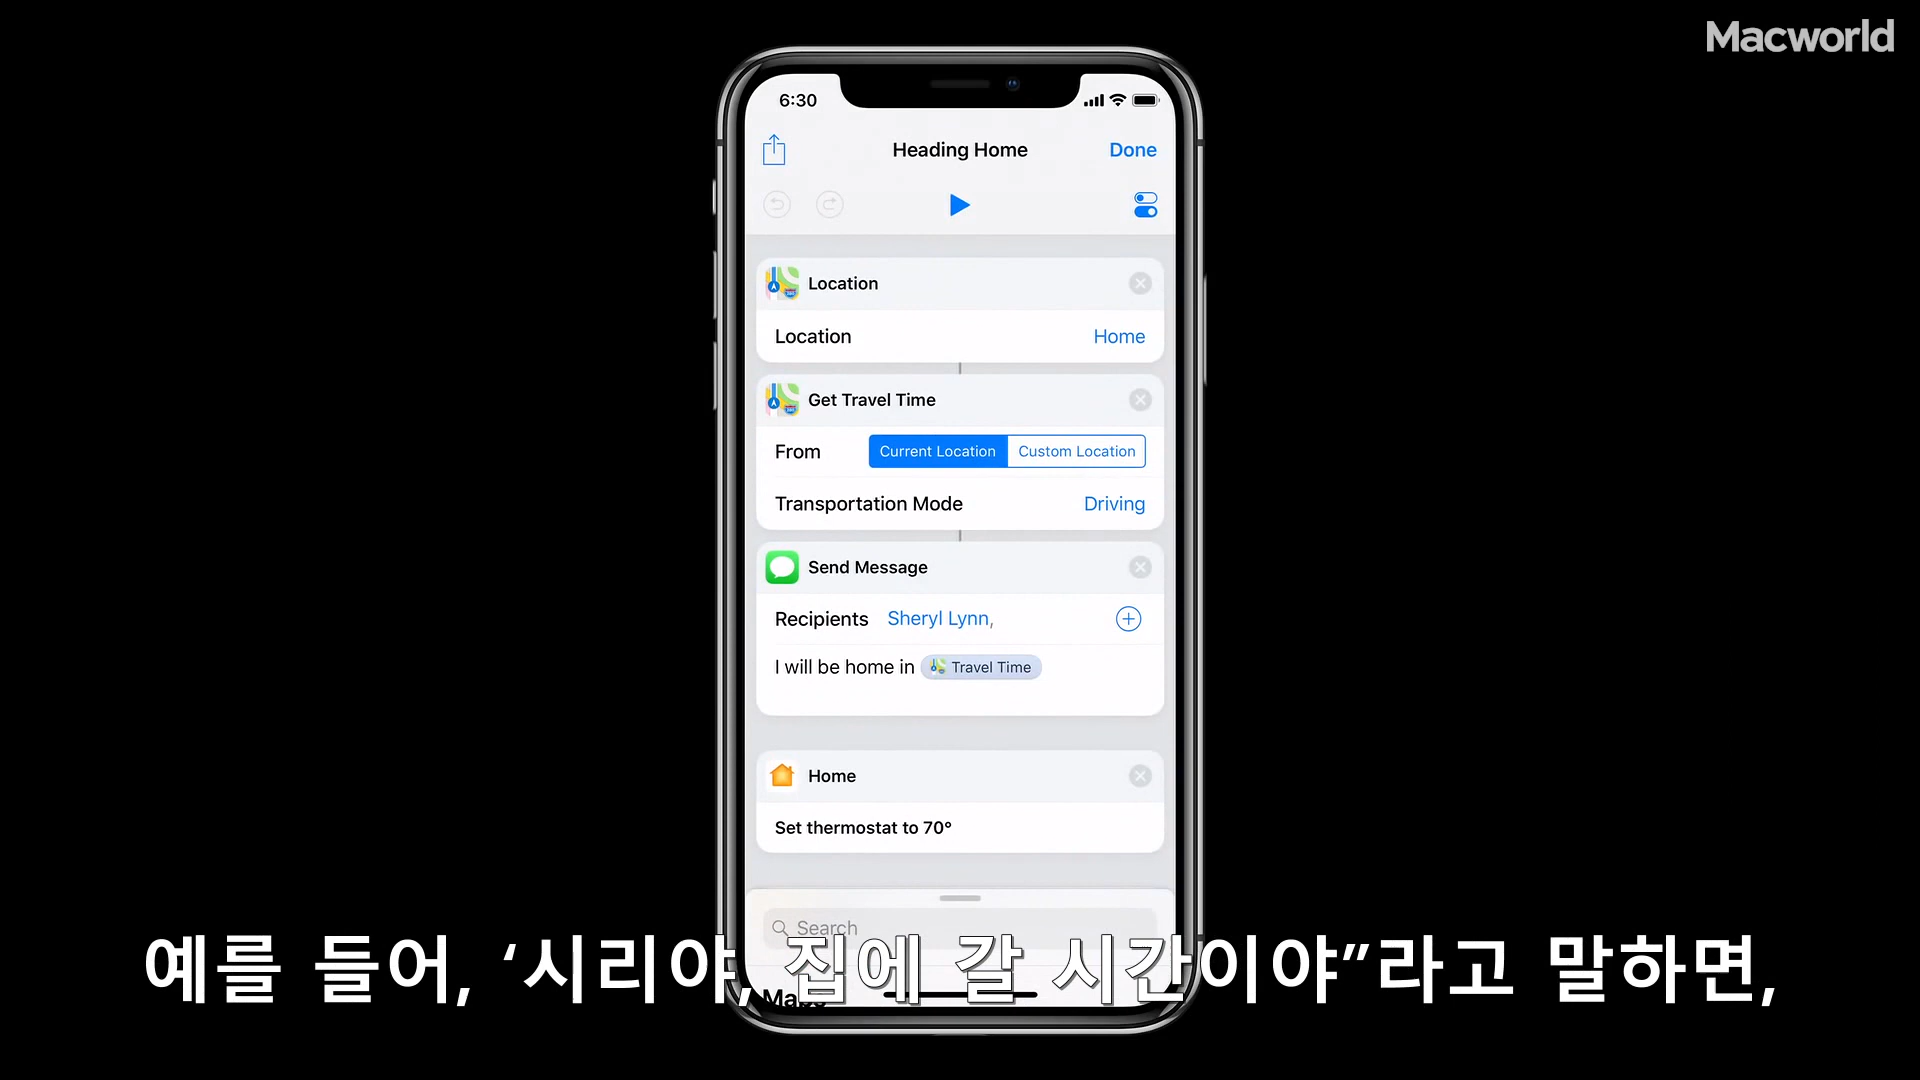 Macworld
6:30
Heading Home
Done
Location
Location
Home
Get Travel Time
From
Current Location
Custom Location
Transportation Mode
Driving
Send Message
Recipients
Sheryl Lynn,
I will be home in Travel Time
Home
Set thermostat to 70°
Search
Maps
예를 들어, ‘시리야, 집에 갈 시간이야”라고 말하면,